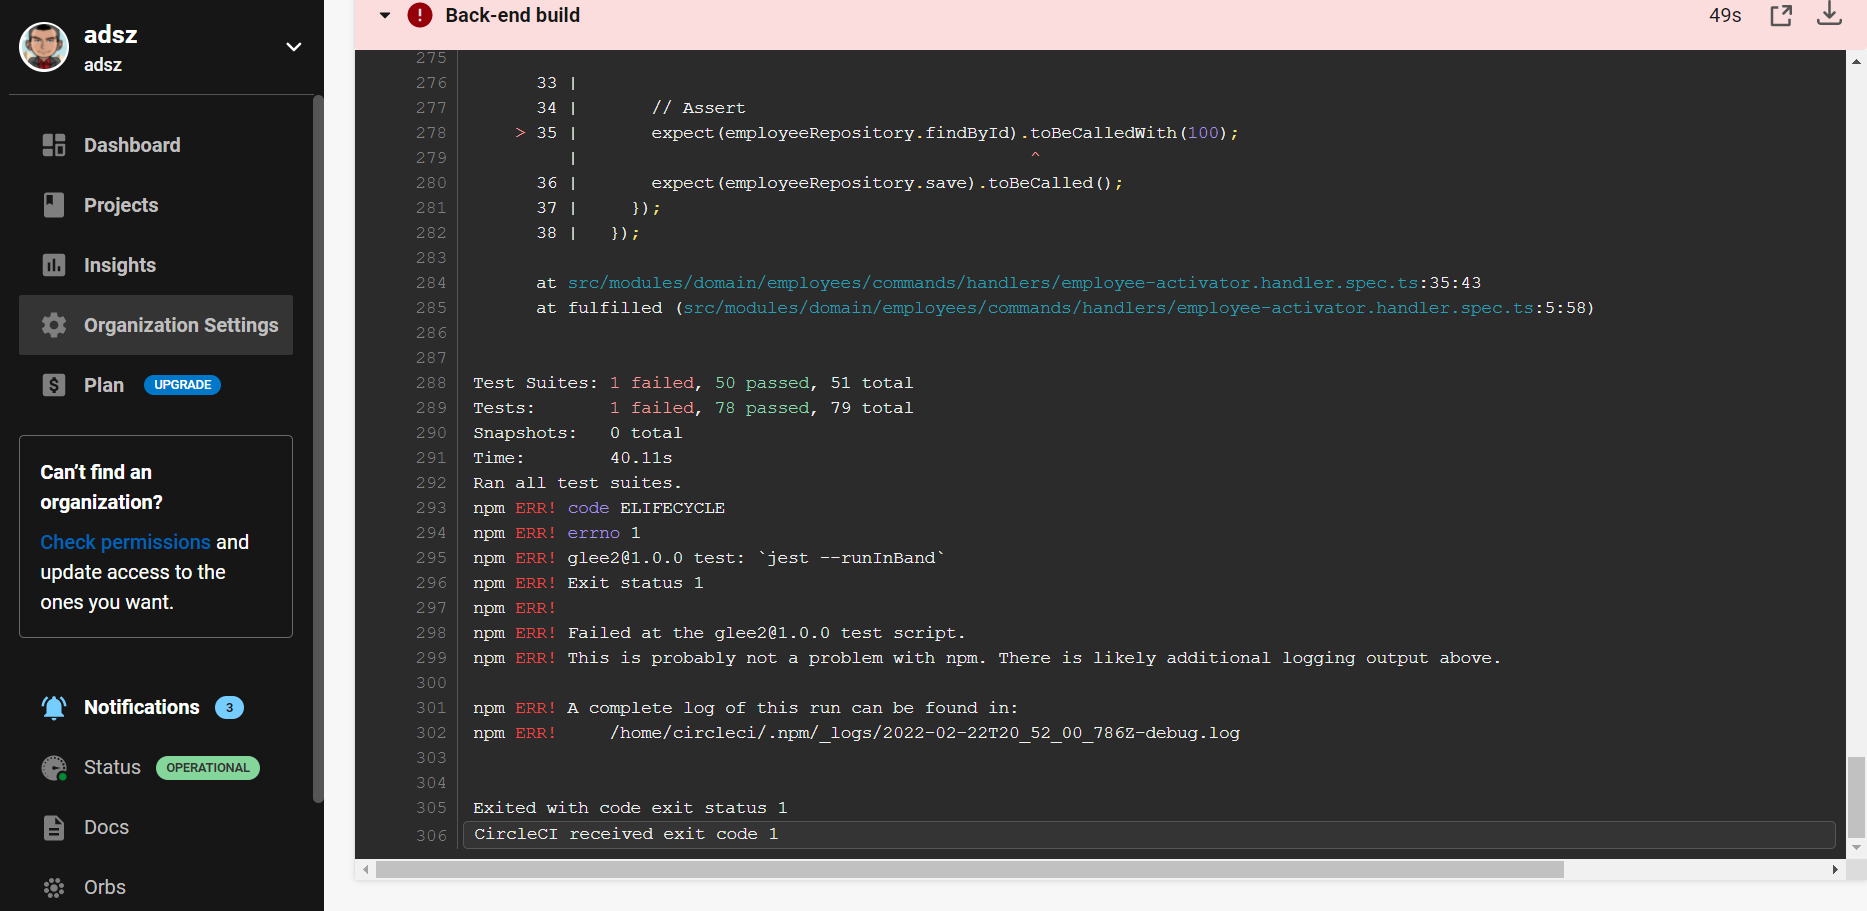 adsz
adsz
Dashboard
Projects
Insights
Organization Settings
Plan UPGRADE
Can't find an
organization?
Check permissions and
update access to the
ones you want.
Notifications 3
Status OPERATIONAL
Docs
Orbs
! Back-end build 49s
275
276 33 |
277 34 | // Assert
278 > 35 | expect(employeeRepository.findById).toBeCalledWith(100);
279 | ^
280 36 | expect(employeeRepository.save).toBeCalled();
281 37 | });
282 38 | });
283
284 at src/modules/domain/employees/commands/handlers/employee-activator.handler.spec.ts:35:43
285 at fulfilled (src/modules/domain/employees/commands/handlers/employee-activator.handler.spec.ts:5:58)
286
287
288 Test Suites: 1 failed, 50 passed, 51 total
289 Tests: 1 failed, 78 passed, 79 total
290 Snapshots: 0 total
291 Time: 40.11s
292 Ran all test suites.
293 npm ERR! code ELIFECYCLE
294 npm ERR! errno 1
295 npm ERR! glee2@1.0.0 test: `jest --runInBand`
296 npm ERR! Exit status 1
297 npm ERR!
298 npm ERR! Failed at the glee2@1.0.0 test script.
299 npm ERR! This is probably not a problem with npm. There is likely additional logging output above.
300
301 npm ERR! A complete log of this run can be found in:
302 npm ERR! /home/circleci/.npm/_logs/2022-02-22T20_52_00_786Z-debug.log
303
304
305 Exited with code exit status 1
306 CircleCI received exit code 1